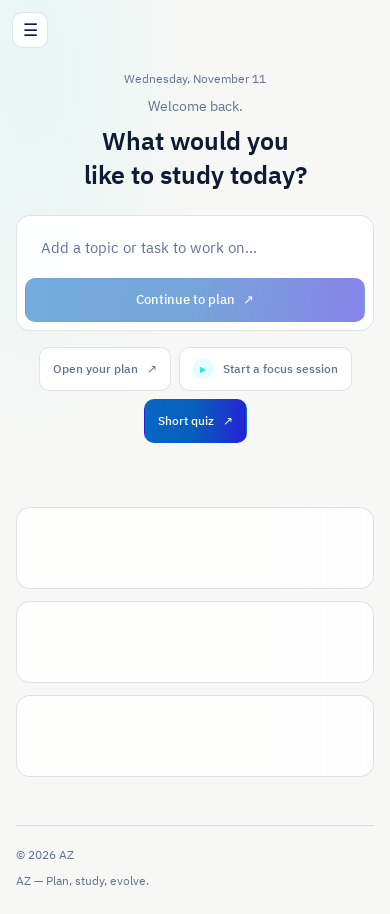 Wednesday, November 11
Welcome back.
What would you
like to study today?
Add a topic or task to work on...
Continue to plan ↗
Open your plan ↗
Start a focus session
Short quiz ↗
© 2026 AZ
AZ — Plan, study, evolve.